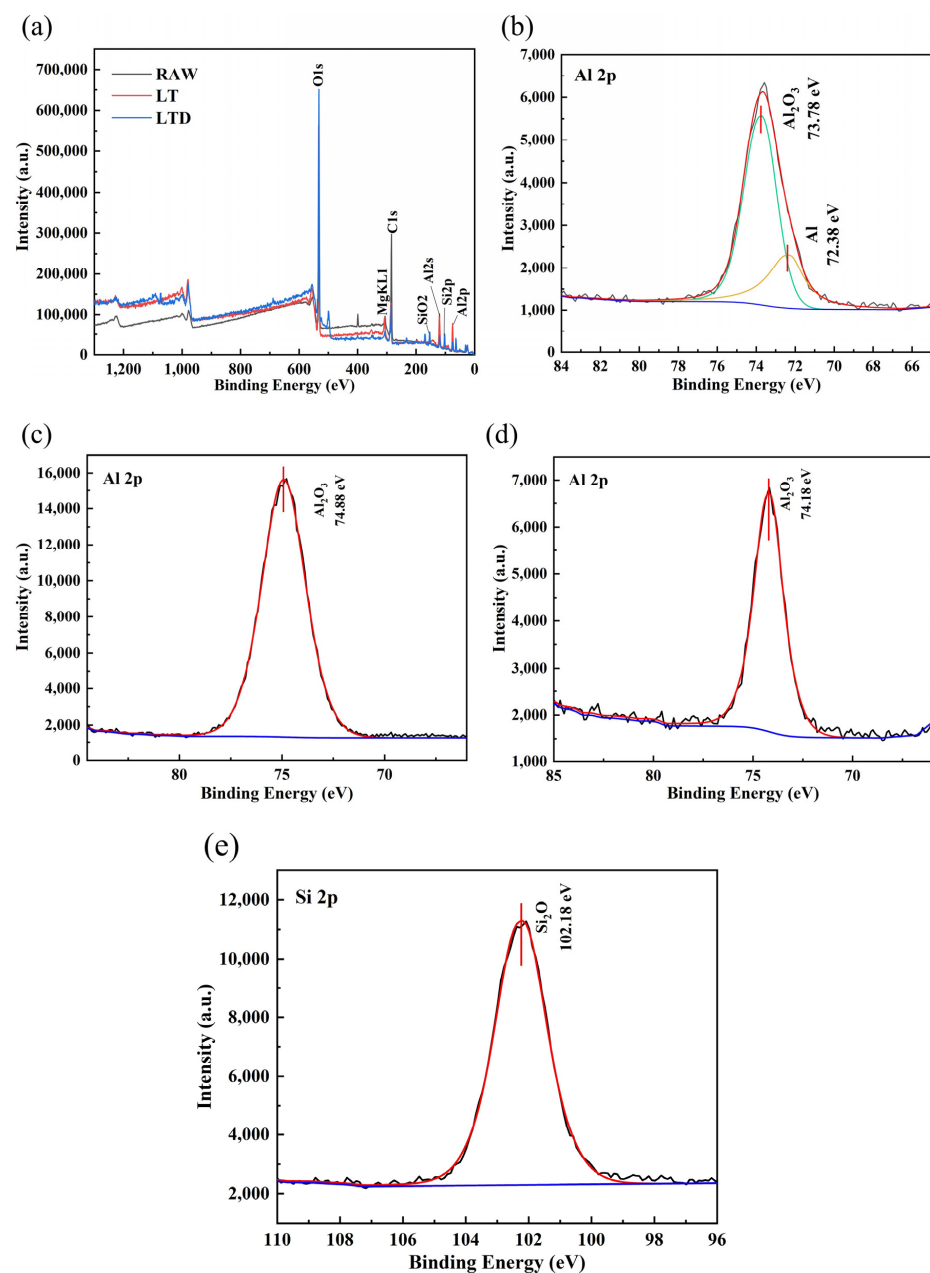 (a)
RAW
LT
LTD
O1s
C1s
MgKL1
SiO2
Al2s
Si2p
Al2p
700,000
600,000
500,000
400,000
300,000
200,000
100,000
0
1,200
1,000
800
600
400
200
0
Intensity (a.u.)
Binding Energy (eV)
(b)
Al 2p
Al₂O₃
73.78 eV
Al
72.38 eV
7,000
6,000
5,000
4,000
3,000
2,000
1,000
0
84
82
80
78
76
74
72
70
68
66
Intensity (a.u.)
Binding Energy (eV)
(c)
Al 2p
Al₂O₃
74.88 eV
16,000
14,000
12,000
10,000
8,000
6,000
4,000
2,000
0
80
75
70
Intensity (a.u.)
Binding Energy (eV)
(d)
Al 2p
Al₂O₃
74.18 eV
7,000
6,000
5,000
4,000
3,000
2,000
1,000
85
80
75
70
Intensity (a.u.)
Binding Energy (eV)
(e)
Si 2p
Si₂O
102.18 eV
12,000
10,000
8,000
6,000
4,000
2,000
110
108
106
104
102
100
98
96
Intensity (a.u.)
Binding Energy (eV)